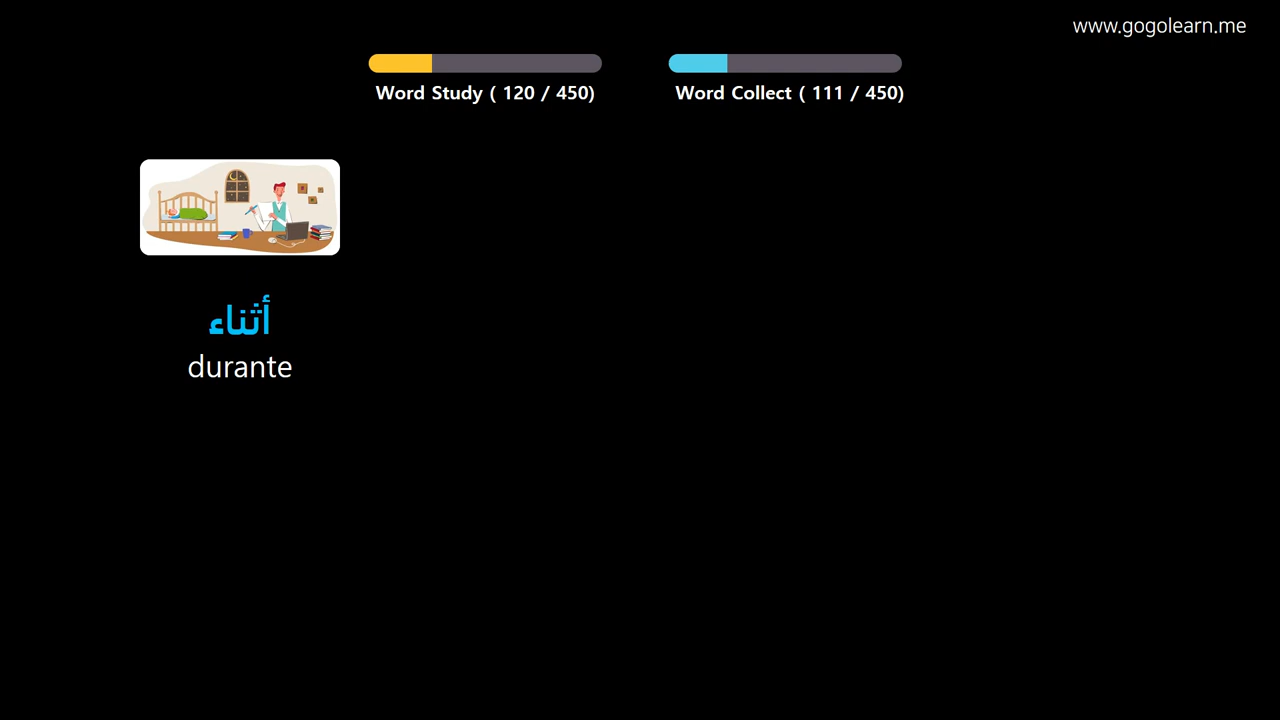 www.gogolearn.me
Word Study ( 120 / 450)
Word Collect ( 111 / 450)
أثناء
durante